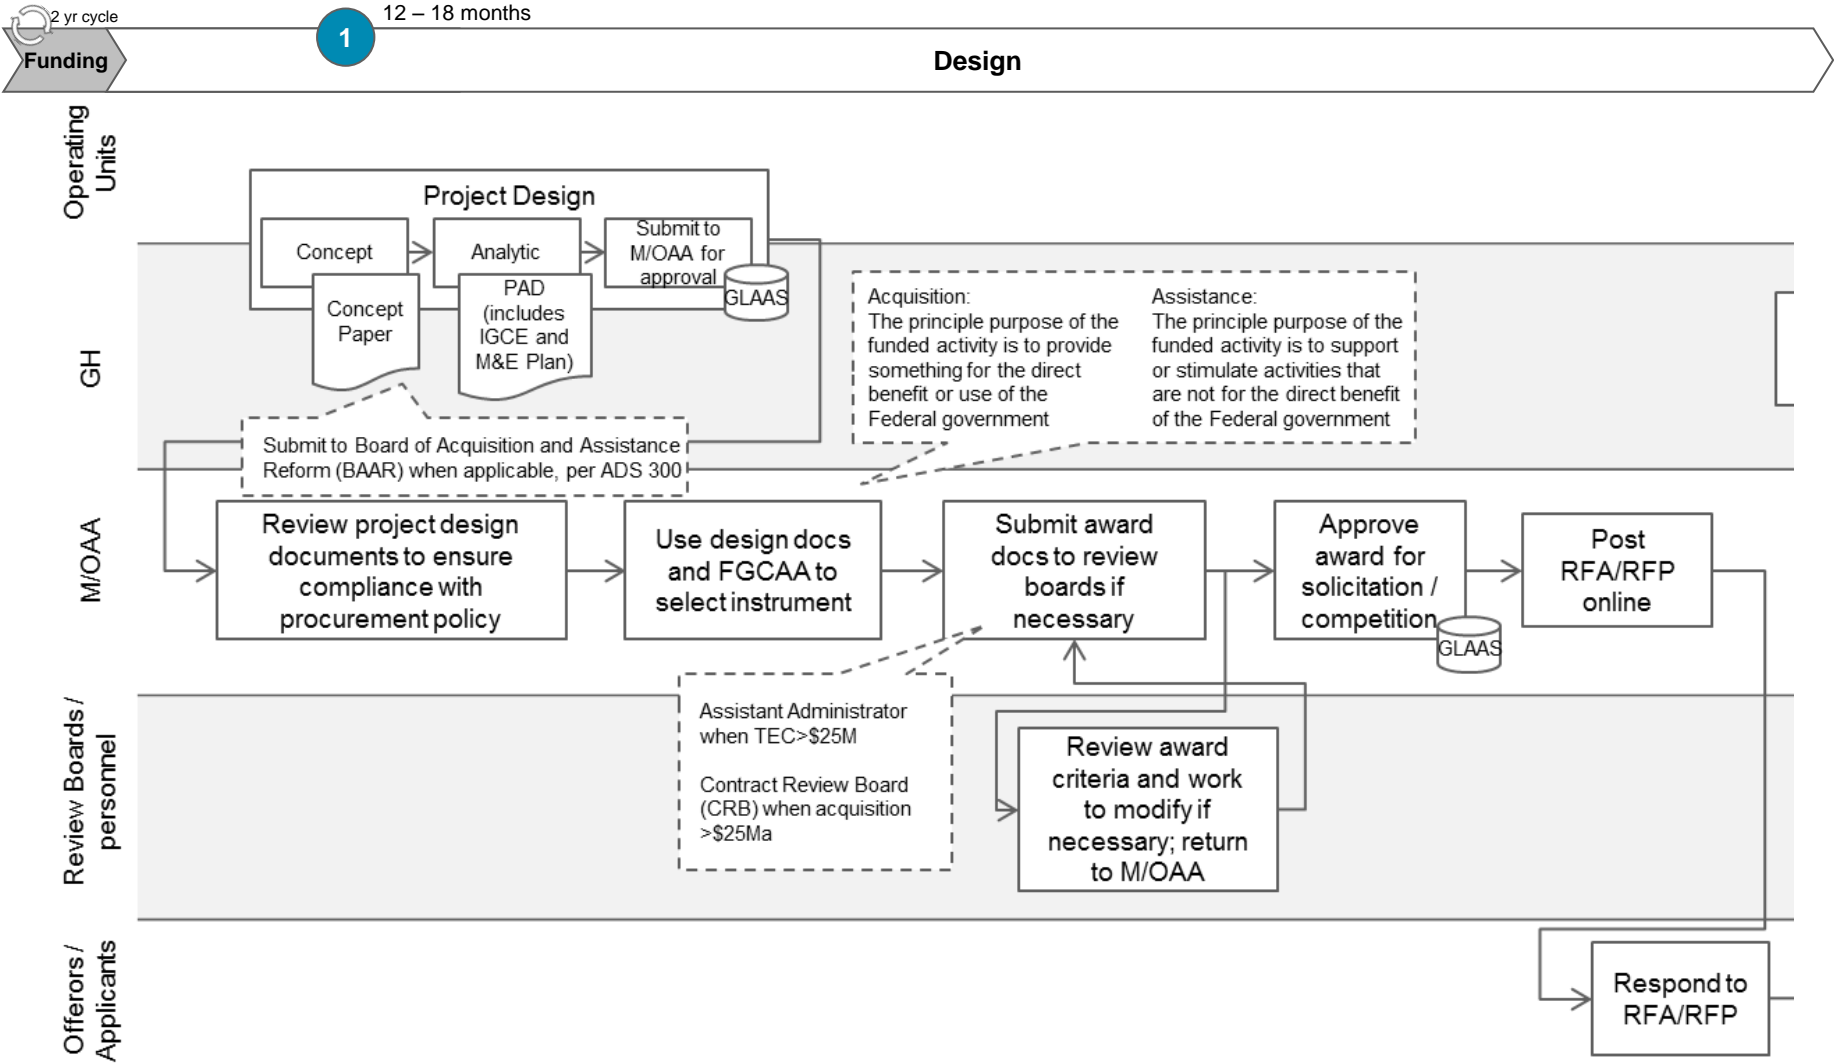 2 yr cycle
12 – 18 months
1
Funding
Design
Operating
Units
Project Design
Concept
Analytic
Submit to
M/OAA for
approval
GLAAS
Concept
Paper
PAD
(includes
IGCE and
M&E Plan)
GH
Acquisition:
The principle purpose of the
funded activity is to provide
something for the direct
benefit or use of the
Federal government
Assistance:
The principle purpose of the
funded activity is to support
or stimulate activities that
are not for the direct benefit
of the Federal government
Submit to Board of Acquisition and Assistance
Reform (BAAR) when applicable, per ADS 300
M/OAA
Review project design
documents to ensure
compliance with
procurement policy
Use design docs
and FGCAA to
select instrument
Submit award
docs to review
boards if
necessary
Approve
award for
solicitation /
competition
GLAAS
Post
RFA/RFP
online
Review Boards /
personnel
Assistant Administrator
when TEC>$25M
Contract Review Board
(CRB) when acquisition
>$25Ma
Review award
criteria and work
to modify if
necessary; return
to M/OAA
Offerors /
Applicants
Respond to
RFA/RFP